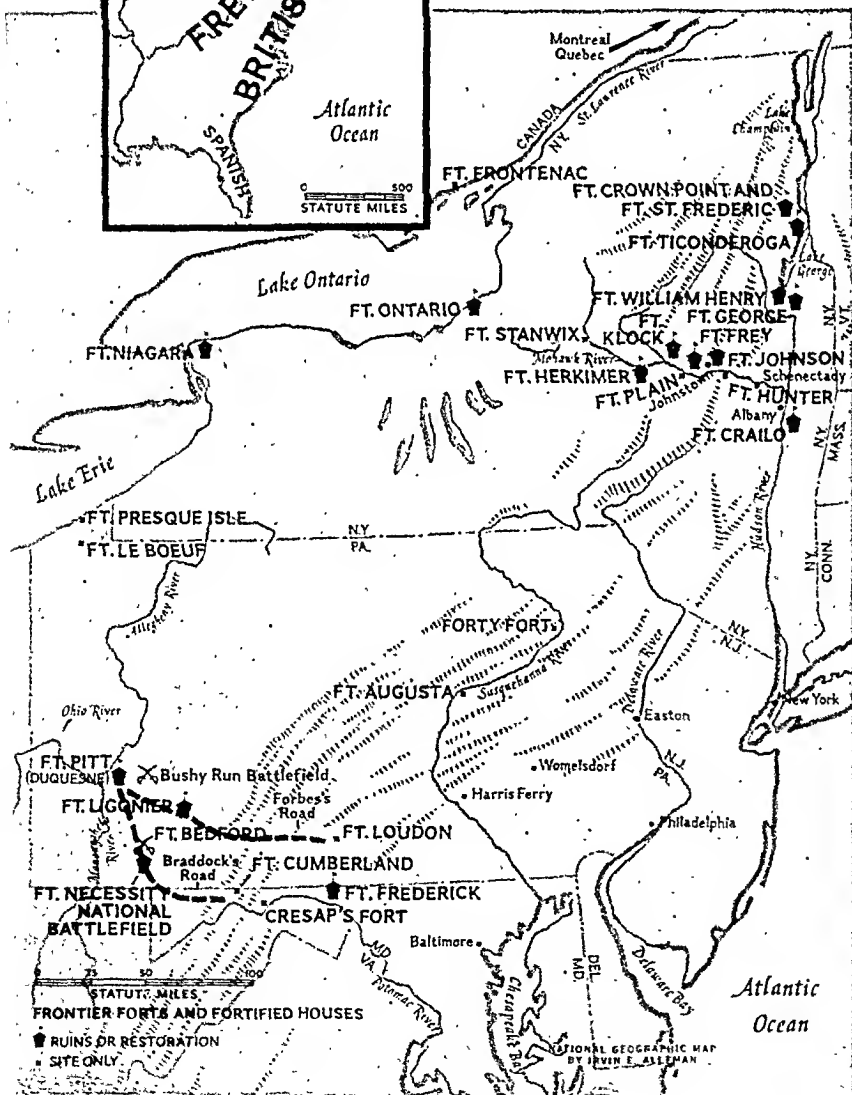 BRITIS
SPANISH
Atlantic
Ocean
0 500
STATUTE MILES
Montreal
Quebec
CANADA
N.Y.
St. Lawrence River
Lake
Champlain
FT. FRONTENAC
FT. CROWN POINT AND
FT. ST. FREDERIC
FT. TICONDEROGA
Lake
George
Lake Ontario
FT. ONTARIO
FT. WILLIAM HENRY
FT. GEORGE
N.Y.
VT.
FT. STANWIX
FT.
KLOCK
FT. FREY
FT. NIAGARA
Mohawk River
FT. JOHNSON
FT. HERKIMER
Schenectady
FT. PLAIN
Johnstown
FT. HUNTER
Albany
FT. CRAILO
N.Y.
MASS.
Lake Erie
Hudson River
FT. PRESQUE ISLE
FT. LE BOEUF
N.Y.
PA.
N.Y.
CONN.
Allegheny River
FORTY FORT
N.Y.
N.J.
FT. AUGUSTA
Susquehanna River
Delaware River
New York
Ohio River
Easton
FT. PITT
(DUQUESNE)
Bushy Run Battlefield
Womelsdorf
N.J.
PA.
FT. LIGONIER
Forbes's
Road
Harris Ferry
FT. BEDFORD
FT. LOUDON
Philadelphia
River
Braddock's
Road
FT. CUMBERLAND
FT. NECESSITY
NATIONAL
BATTLEFIELD
FT. FREDERICK
CRESAP'S FORT
Baltimore
MD.
VA.
Potomac River
DEL.
MD.
Delaware Bay
Chesapeake Bay
Atlantic
Ocean
0 25 50 100
STATUTE MILES
FRONTIER FORTS AND FORTIFIED HOUSES
RUINS OR RESTORATION
SITE ONLY
NATIONAL GEOGRAPHIC MAP
BY IRVIN E. ALLEMAN